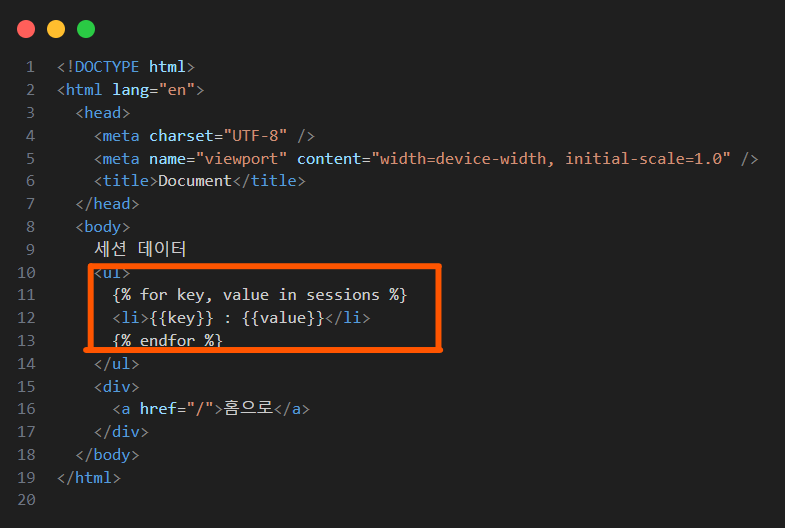 1 <!DOCTYPE html>
2 <html lang="en">
3   <head>
4     <meta charset="UTF-8" />
5     <meta name="viewport" content="width=device-width, initial-scale=1.0" />
6     <title>Document</title>
7   </head>
8   <body>
9     세션 데이터
10     <ul>
11       {% for key, value in sessions %}
12       <li>{{key}} : {{value}}</li>
13       {% endfor %}
14     </ul>
15     <div>
16       <a href="/">홈으로</a>
17     </div>
18   </body>
19 </html>
20